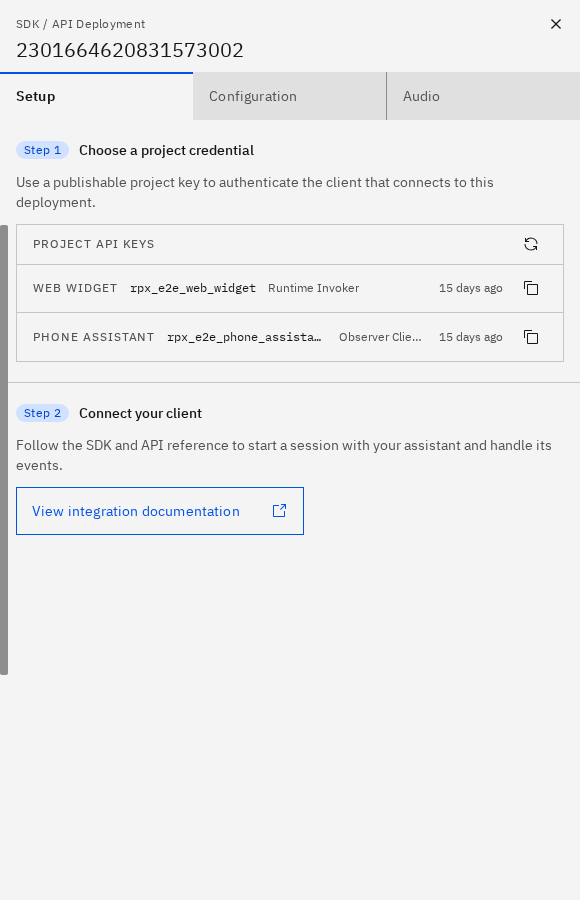 SDK / API Deployment
2301664620831573002
Setup
Configuration
Audio
Step 1 Choose a project credential
Use a publishable project key to authenticate the client that connects to this
deployment.
PROJECT API KEYS
WEB WIDGET rpx_e2e_web_widget Runtime Invoker 15 days ago
PHONE ASSISTANT rpx_e2e_phone_assista… Observer Clie… 15 days ago
Step 2 Connect your client
Follow the SDK and API reference to start a session with your assistant and handle its
events.
View integration documentation